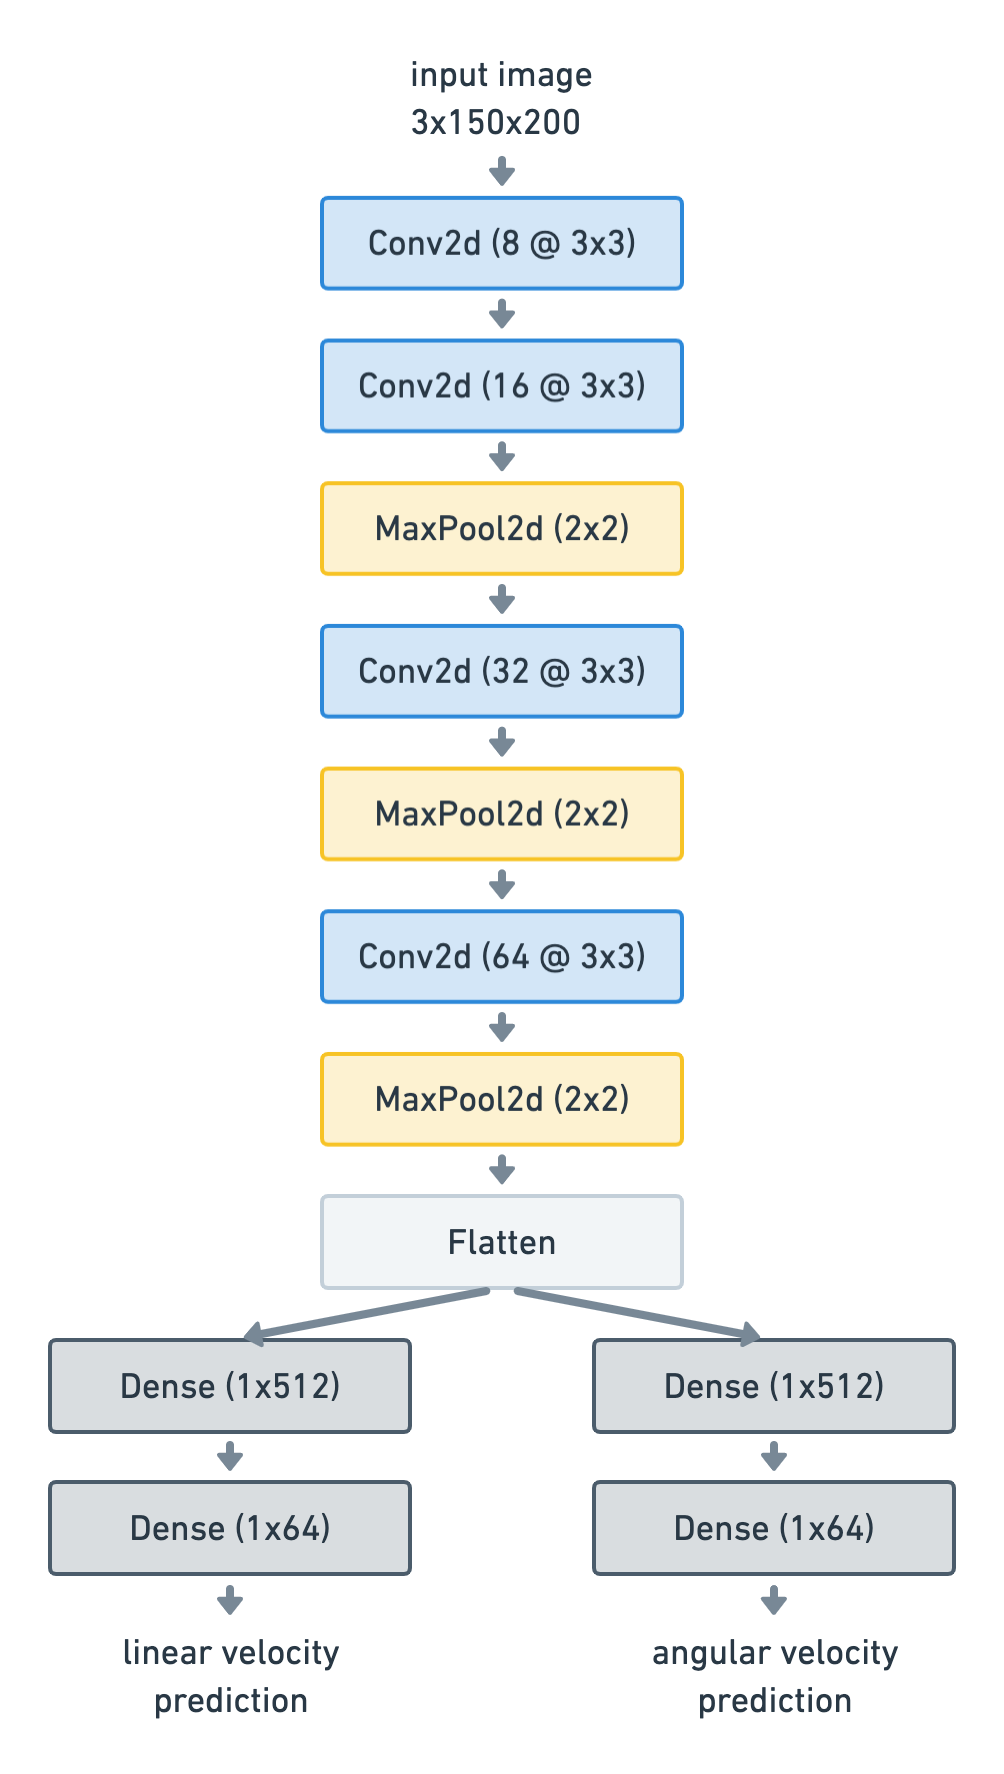 input image
3x150x200
Conv2d (8 @ 3x3)
Conv2d (16 @ 3x3)
MaxPool2d (2x2)
Conv2d (32 @ 3x3)
MaxPool2d (2x2)
Conv2d (64 @ 3x3)
MaxPool2d (2x2)
Flatten
Dense (1x512)
Dense (1x512)
Dense (1x64)
Dense (1x64)
linear velocity
prediction
angular velocity
prediction